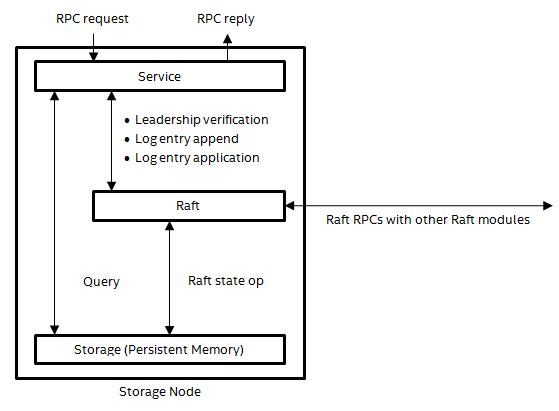 RPC request
RPC reply
Service
• Leadership verification
• Log entry append
• Log entry application
Raft
Raft RPCs with other Raft modules
Query
Raft state op
Storage (Persistent Memory)
Storage Node